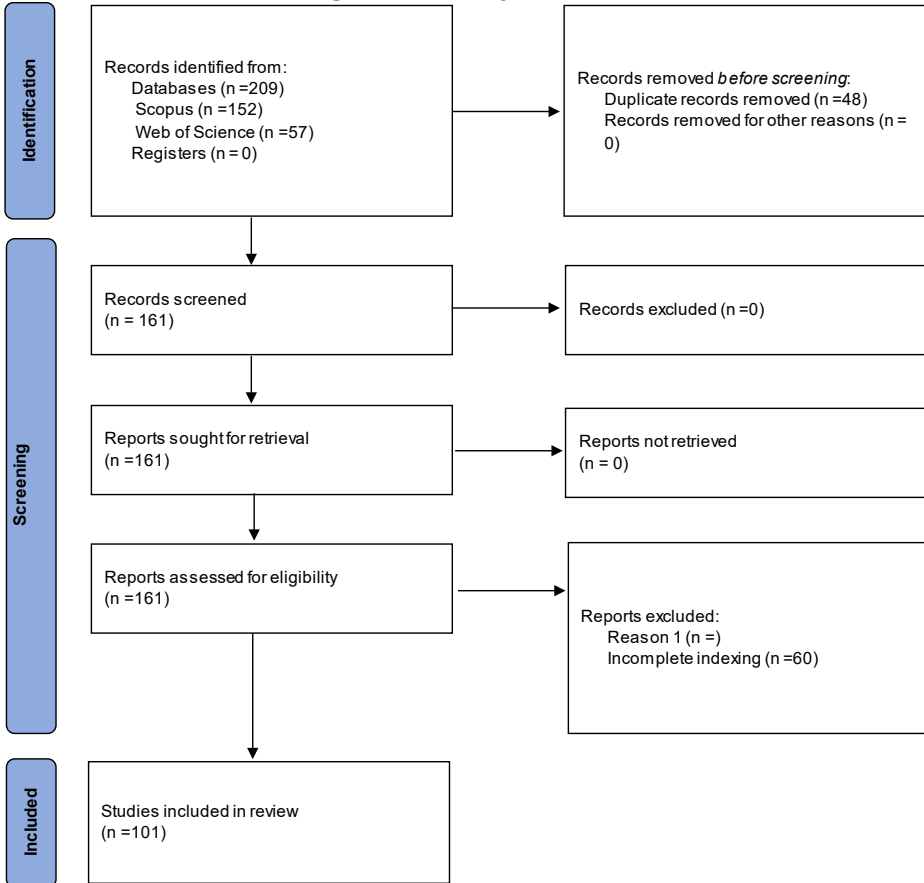 Identification
Records identified from:
Databases (n =209)
Scopus (n =152)
Web of Science (n =57)
Registers (n = 0)
Records removed before screening:
Duplicate records removed (n =48)
Records removed for other reasons (n =
0)
Screening
Records screened
(n = 161)
Records excluded (n =0)
Reports sought for retrieval
(n =161)
Reports not retrieved
(n = 0)
Reports assessed for eligibility
(n =161)
Reports excluded:
Reason 1 (n =)
Incomplete indexing (n =60)
Included
Studies included in review
(n =101)